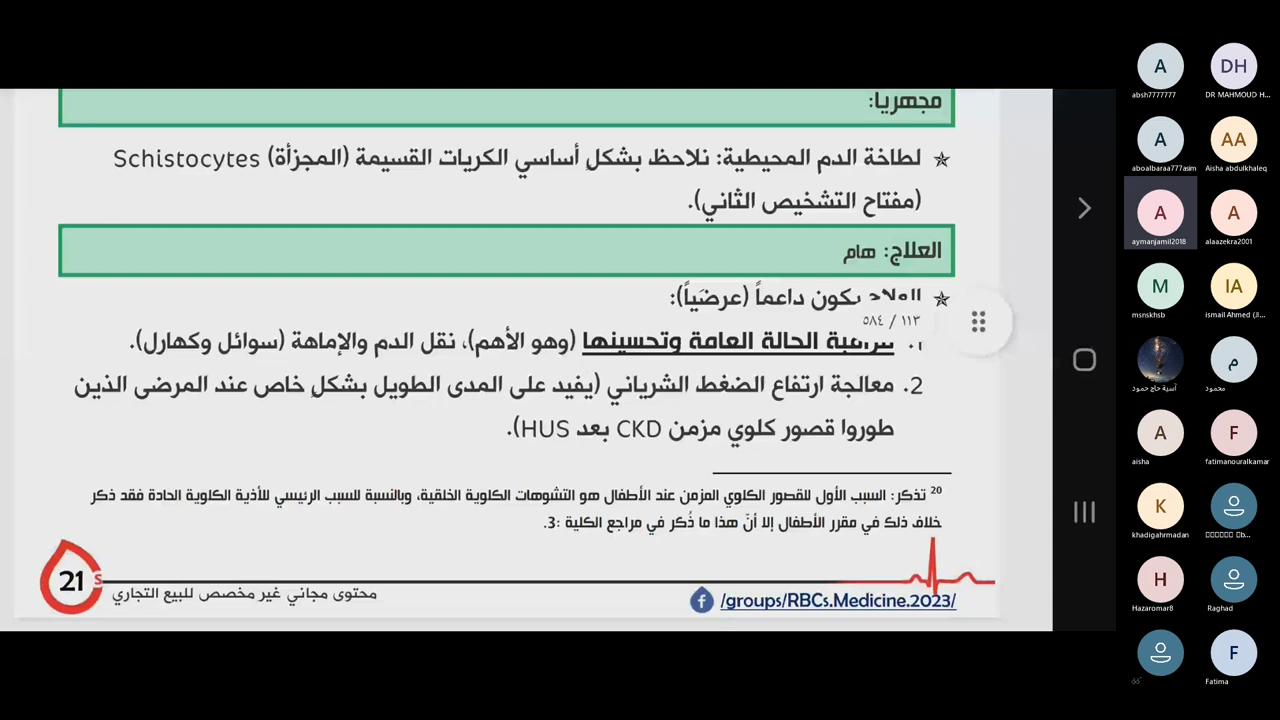 مجهرياً:
✯ لطاخة الدم المحيطية: نلاحظ بشكلٍ أساسي الكريات القسيمة (المجزأة) Schistocytes
(مفتاح التشخيص الثاني).
العلاج: هام
✯ العلاج يكون داعماً (عرضَياً):
١١٣ / ٥٨٤
الحالة العامة وتحسينها (وهو الأهم)، نقل الدم والإماهة (سوائل وكهارل).
2. معالجة ارتفاع الضغط الشرياني (يفيد على المدى الطويل بشكلٍ خاص عند المرضى الذين
طوروا قصور كلوي مزمن CKD بعد HUS).
20 تذكر: السبب الأول للقصور الكلوي المزمن عند الأطفال هو التشوهات الكلوية الخلقية، وبالنسبة للسبب الرئيسي للأذية الكلوية الحادة فقد ذكر
خلاف ذلك في مقرر الأطفال إلا أنّ هذا ما ذُكر في مراجع الكلية :3.
21
محتوى مجاني غير مخصص للبيع التجاري
/groups/RBCs.Medicine.2023/
A
absh7777777
DH
DR MAHMOUD H...
A
aboalbaraa777asim
AA
Aisha abdulkhaleq
A
aymanjamil2018
A
alaazekra2001
M
msnskhsb
IA
ismail Ahmed (الـ...
آسية حاج حمود
م
محمود
A
aisha
F
fatimanouralkamar
K
khadigahrmadan
H
Hazaromar8
Raghad
F
Fatima